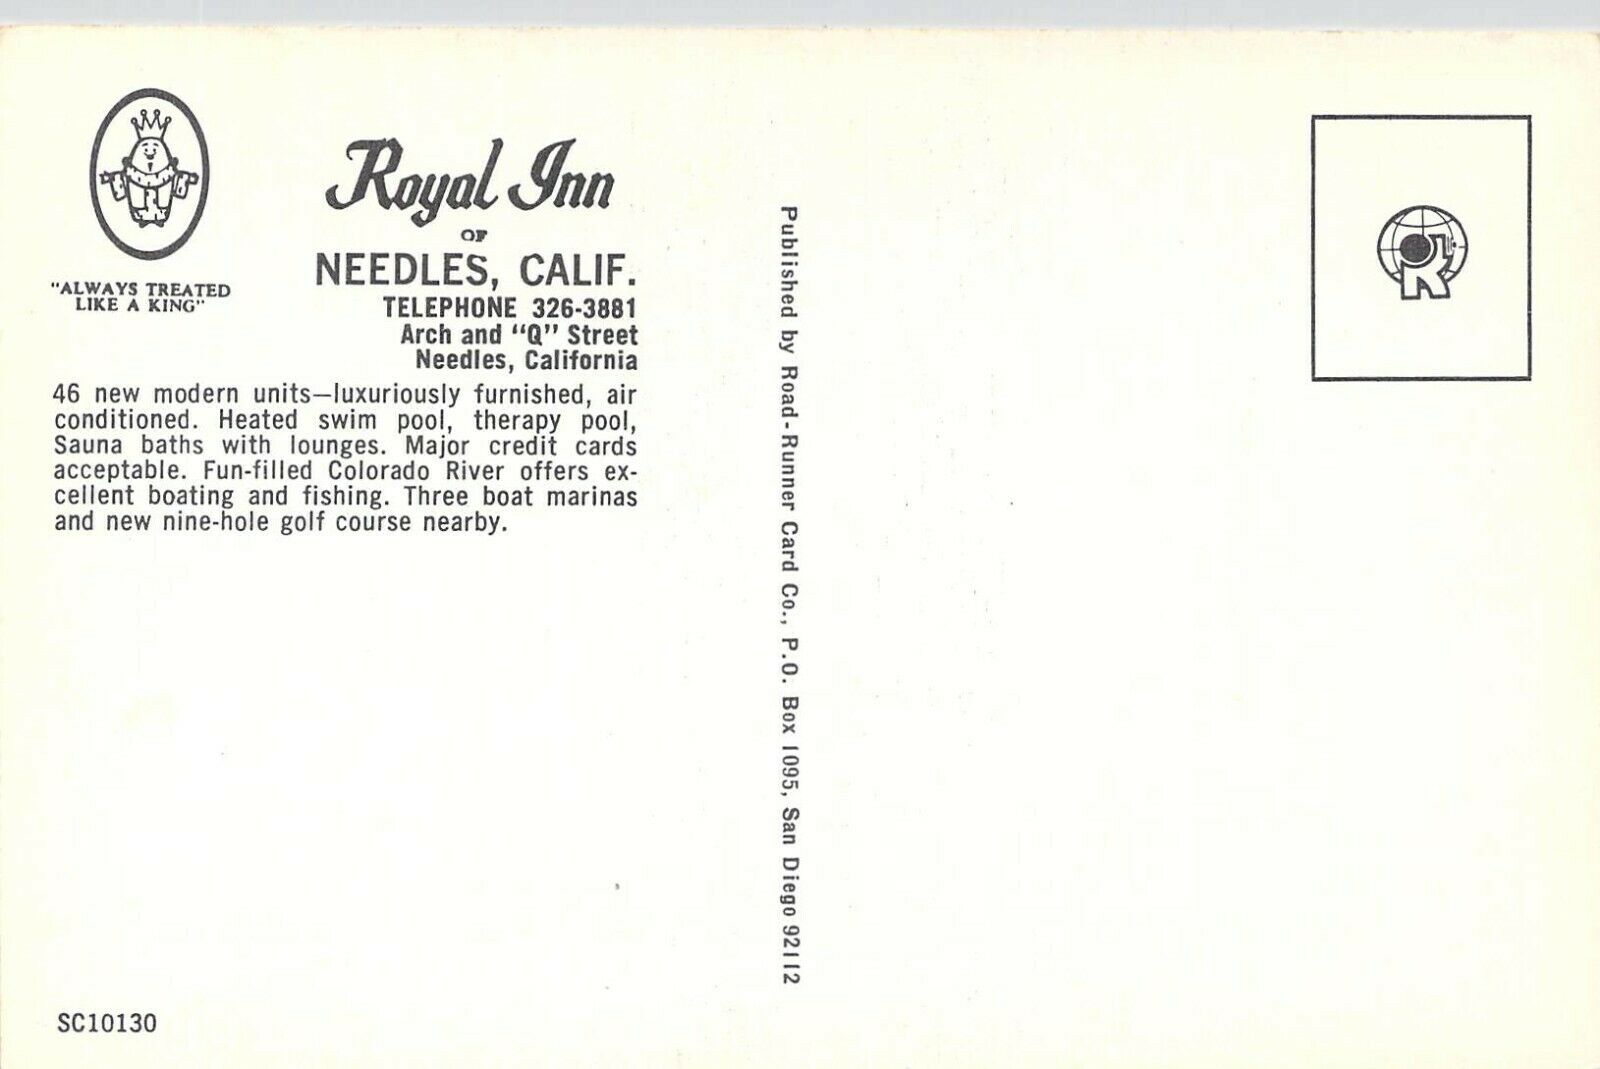 "ALWAYS TREATED
LIKE A KING"
Royal Inn
OF
NEEDLES, CALIF.
TELEPHONE 326-3881
Arch and "Q" Street
Needles, California
46 new modern units—luxuriously furnished, air
conditioned. Heated swim pool, therapy pool,
Sauna baths with lounges. Major credit cards
acceptable. Fun-filled Colorado River offers ex-
cellent boating and fishing. Three boat marinas
and new nine-hole golf course nearby.
SC10130
Published by Road-Runner Card Co., P.O. Box 1095, San Diego 92112
R